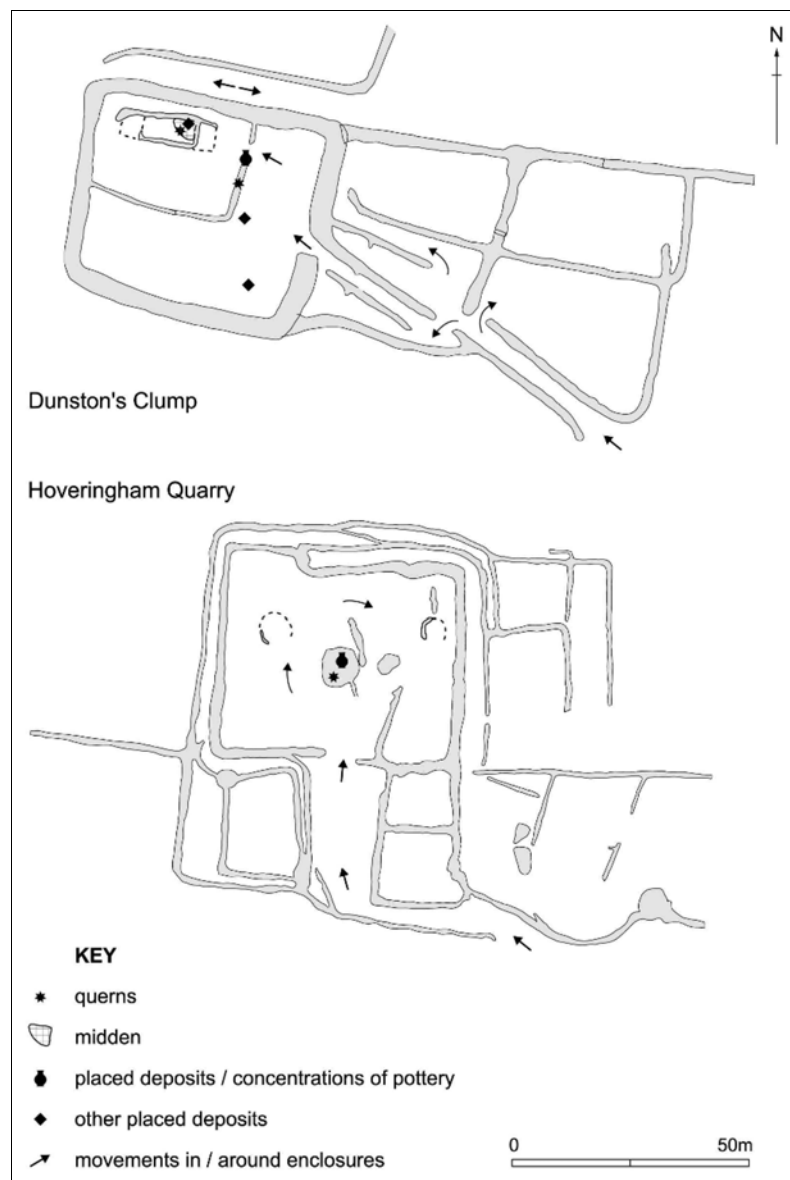 N
Dunston's Clump
Hoveringham Quarry
KEY
querns
midden
placed deposits / concentrations of pottery
other placed deposits
movements in / around enclosures
0 50m